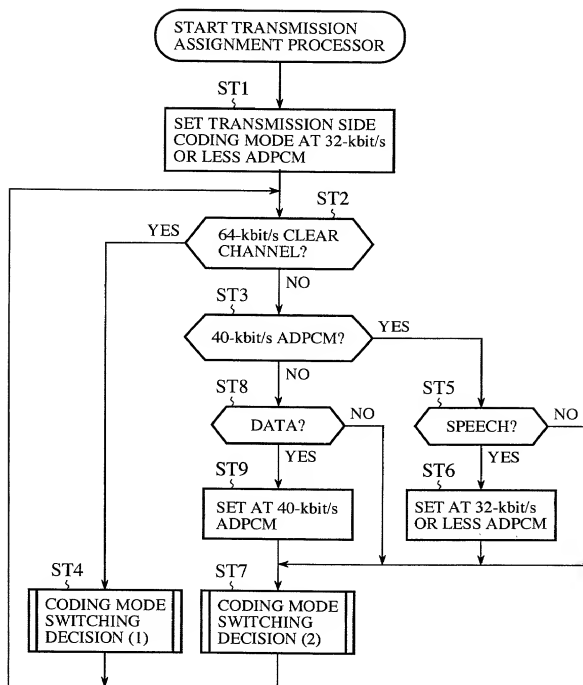 START TRANSMISSION
ASSIGNMENT PROCESSOR
ST1
SET TRANSMISSION SIDE
CODING MODE AT 32-kbit/s
OR LESS ADPCM
ST2
YES
64-kbit/s CLEAR
CHANNEL?
NO
ST3
40-kbit/s ADPCM?
YES
NO
ST8
DATA?
NO
YES
ST5
SPEECH?
NO
YES
ST9
SET AT 40-kbit/s
ADPCM
ST6
SET AT 32-kbit/s
OR LESS ADPCM
ST4
CODING MODE
SWITCHING
DECISION (1)
ST7
CODING MODE
SWITCHING
DECISION (2)